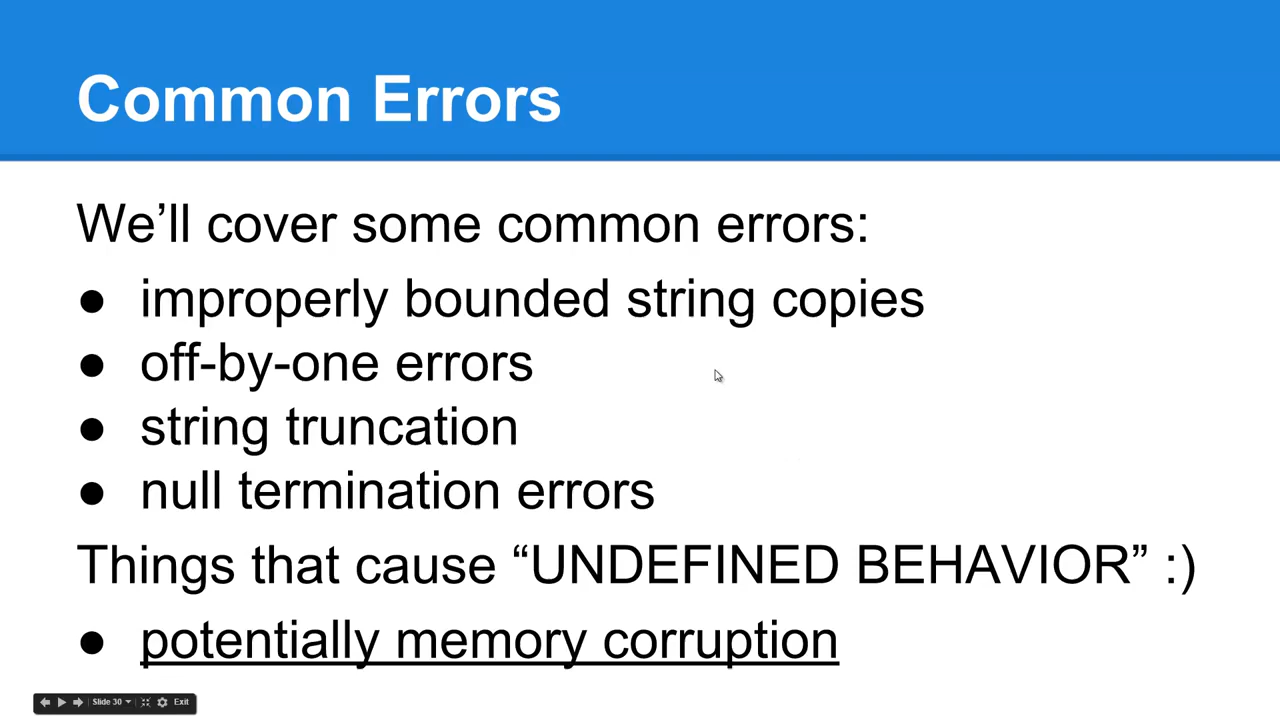 Common Errors
We’ll cover some common errors:
● improperly bounded string copies
● off-by-one errors
● string truncation
● null termination errors
Things that cause “UNDEFINED BEHAVIOR” :)
● potentially memory corruption
Slide 30 Exit